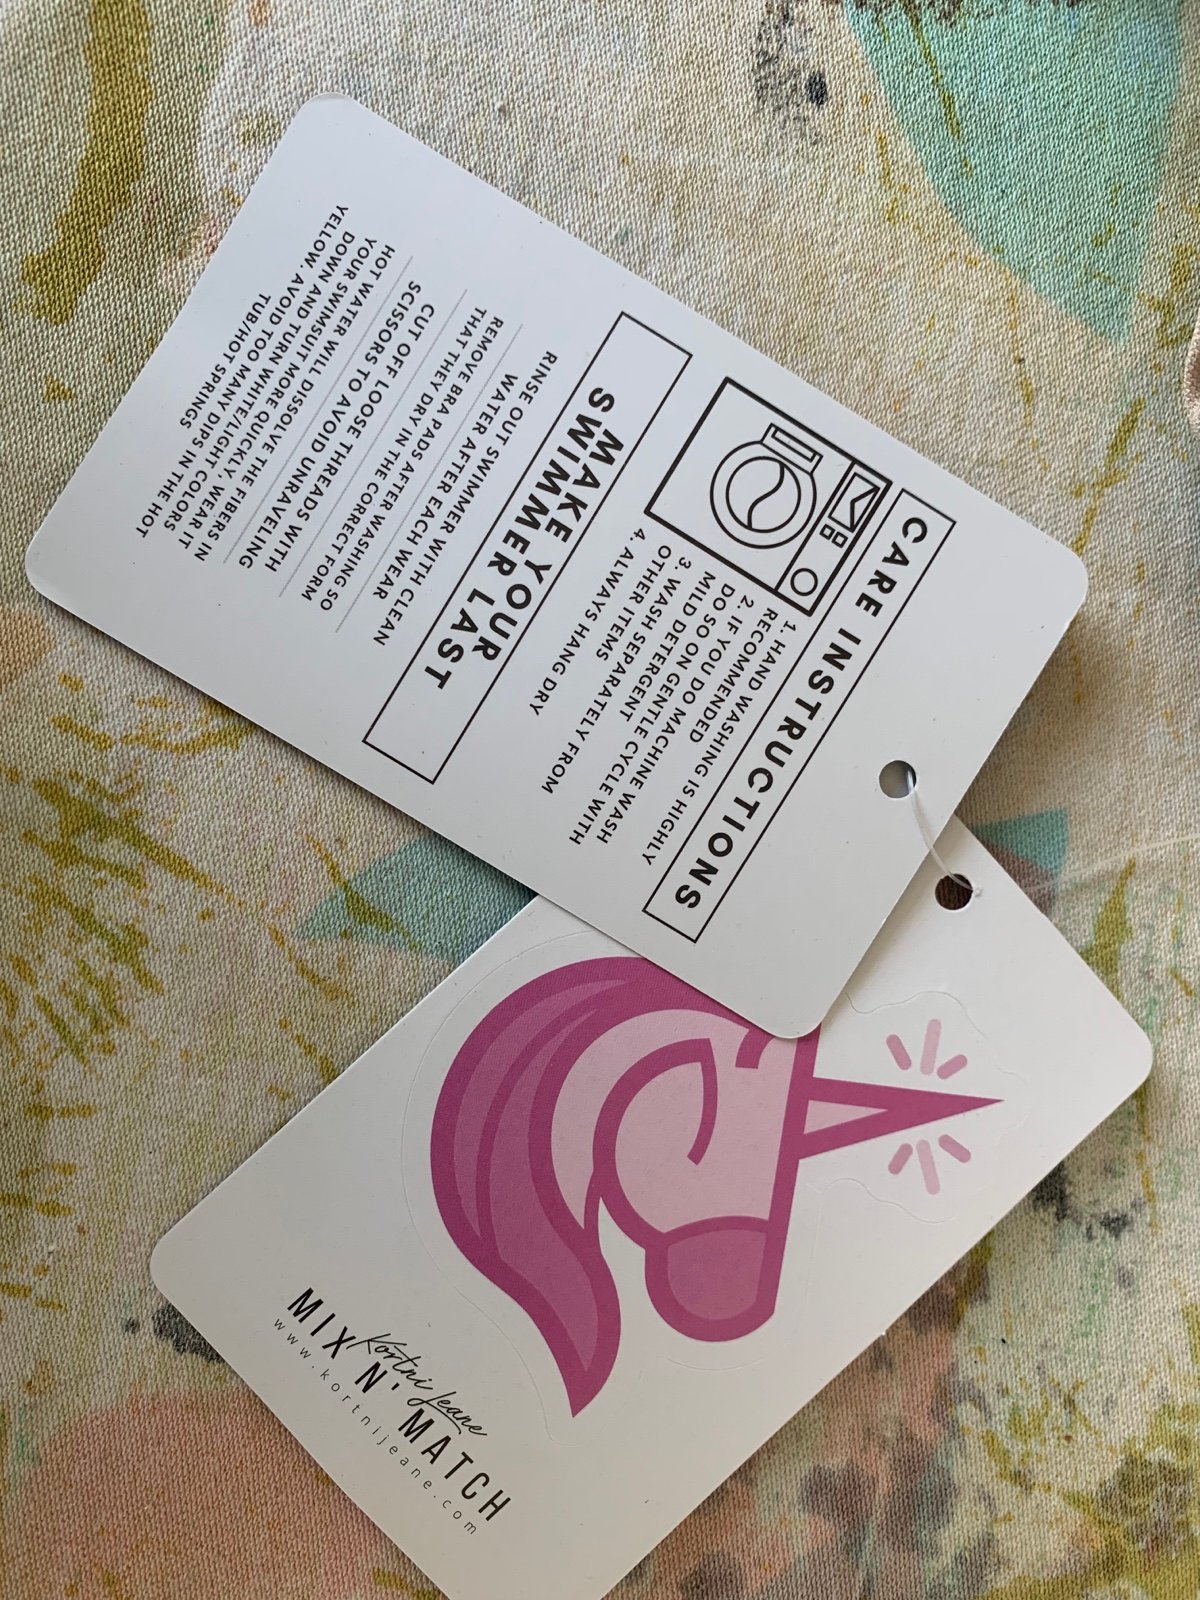 CARE INSTRUCTIONS
1. HAND WASHING IS HIGHLY
RECOMMENDED
2. IF YOU DO MACHINE WASH
DO SO ON GENTLE CYCLE WITH
MILD DETERGENT
3. WASH SEPARATELY FROM
OTHER ITEMS
4. ALWAYS HANG DRY
MAKE YOUR
SWIMMER LAST
RINSE OUT SWIMMER WITH CLEAN
WATER AFTER EACH WEAR
REMOVE BRA PADS AFTER WASHING SO
THAT THEY DRY IN THE CORRECT FORM
CUT OFF LOOSE THREADS WITH
SCISSORS TO AVOID UNRAVELING
HOT WATER WILL DISSOLVE THE FIBERS IN
YOUR SWIMSUIT MORE QUICKLY, WEAR IT
DOWN AND TURN WHITE/LIGHT COLORS
YELLOW. AVOID TOO MANY DIPS IN THE HOT
TUB/HOT SPRINGS
Kortni Jeane
MIX N' MATCH
www.kortnijeane.com